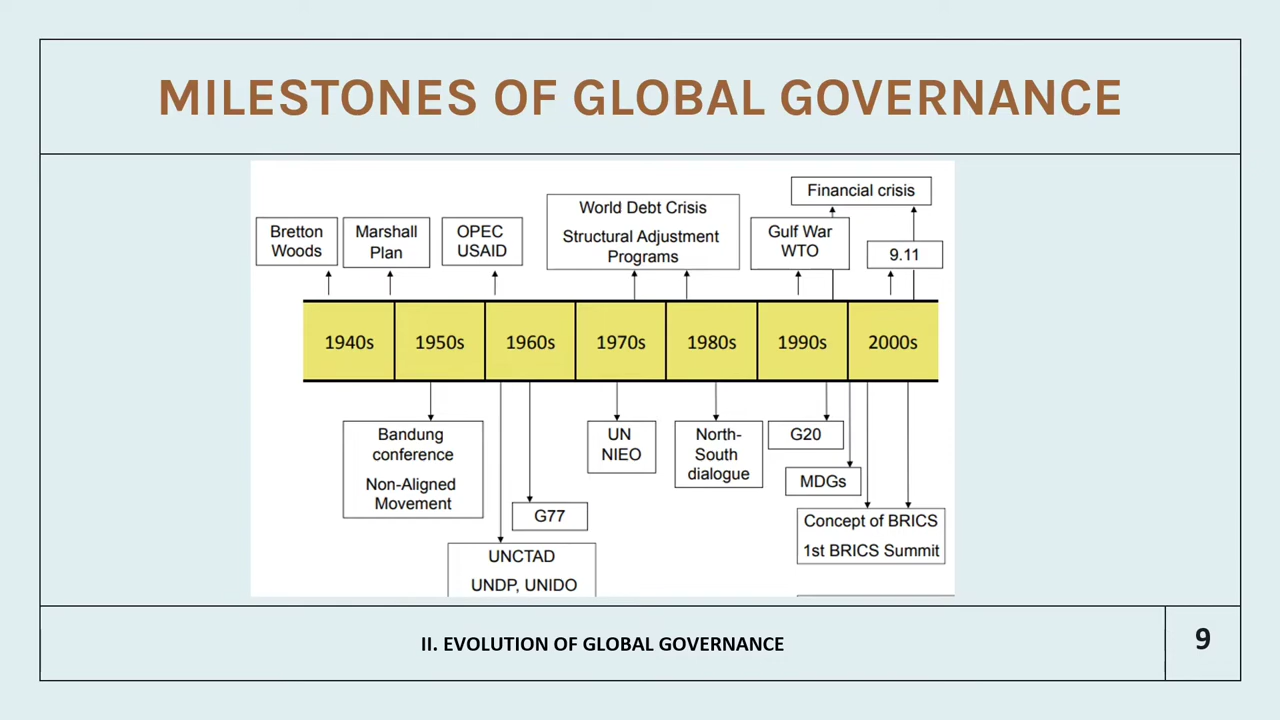 MILESTONES OF GLOBAL GOVERNANCE
Financial crisis
World Debt Crisis
Structural Adjustment
Programs
Bretton
Woods
Marshall
Plan
OPEC
USAID
Gulf War
WTO
9.11
1940s
1950s
1960s
1970s
1980s
1990s
2000s
Bandung
conference
Non-Aligned
Movement
UN
NIEO
North-
South
dialogue
G20
MDGs
G77
Concept of BRICS
1st BRICS Summit
UNCTAD
UNDP, UNIDO
II. EVOLUTION OF GLOBAL GOVERNANCE
9